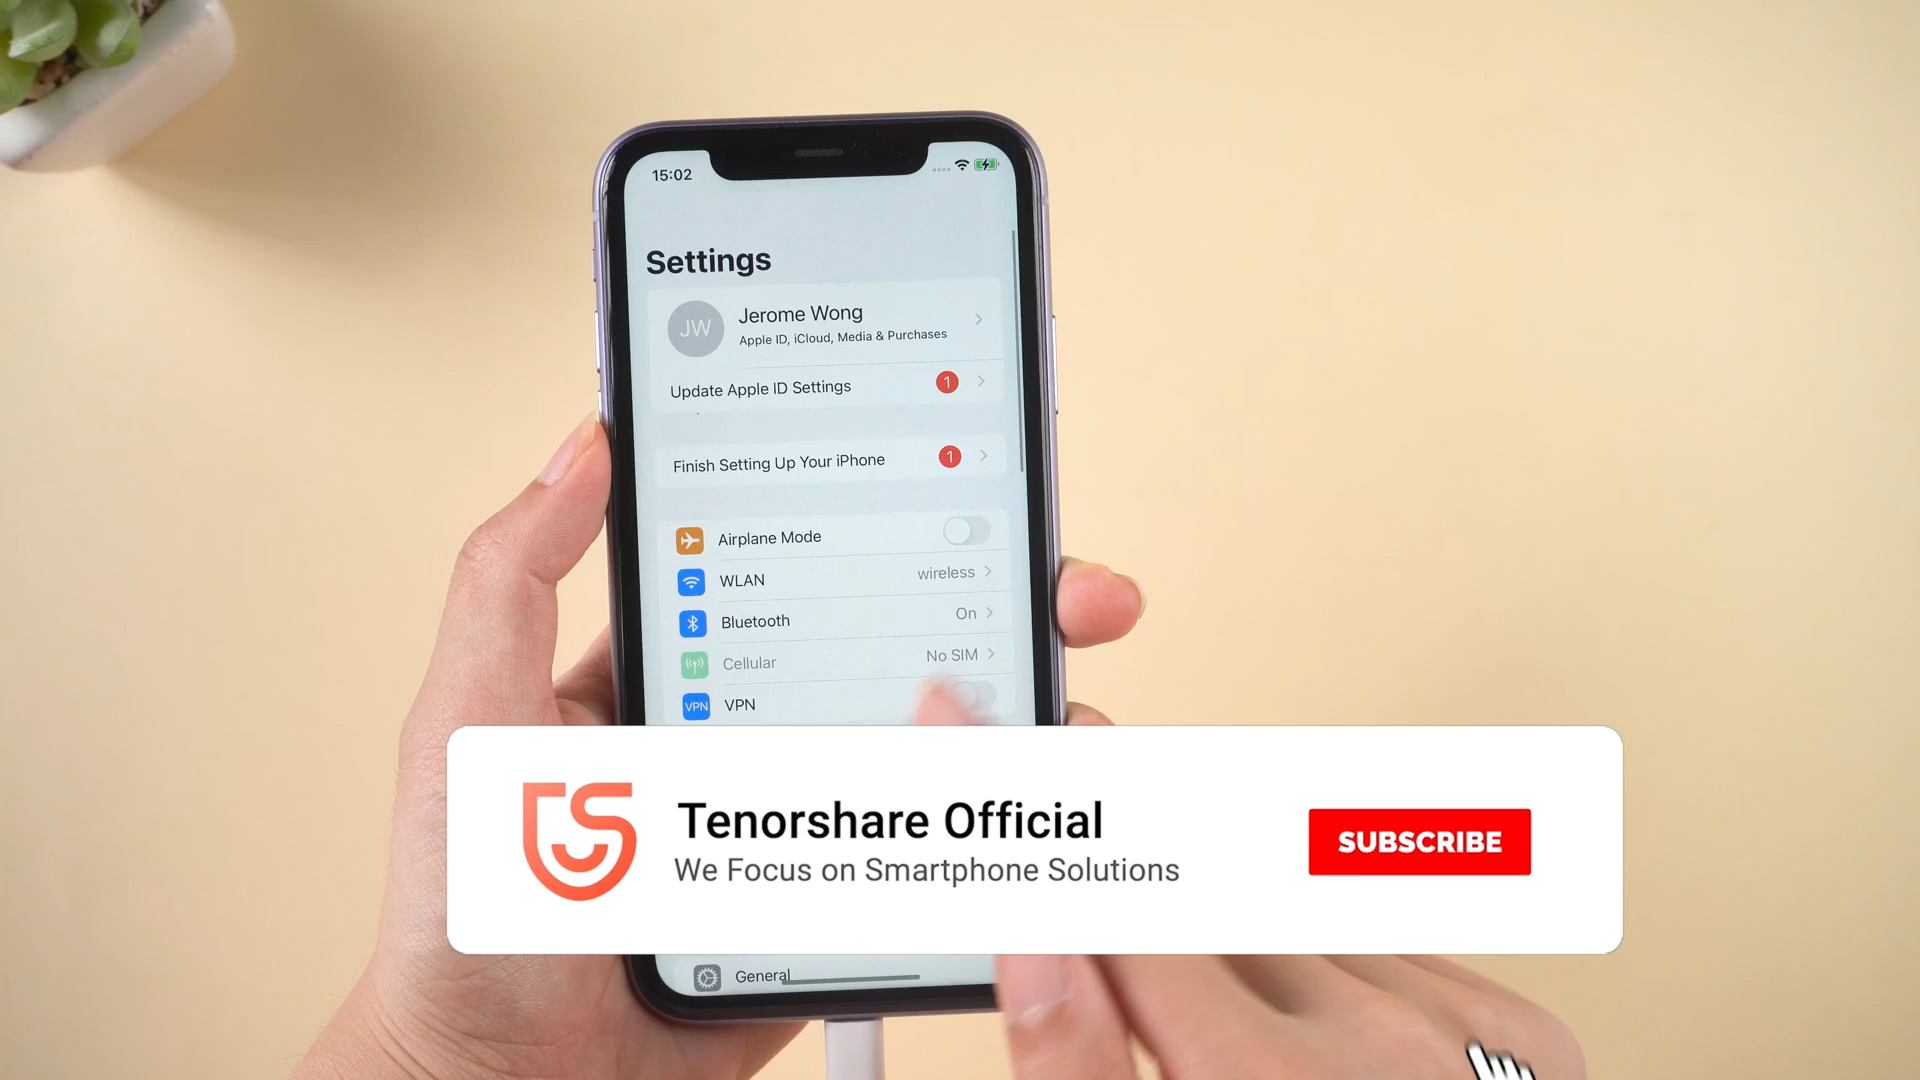 15:02
Settings
JW
Jerome Wong
Apple ID, iCloud, Media & Purchases
Update Apple ID Settings 1
Finish Setting Up Your iPhone 1
Airplane Mode
WLAN wireless
Bluetooth On
Cellular No SIM
VPN VPN
TS
Tenorshare Official
We Focus on Smartphone Solutions
SUBSCRIBE
General